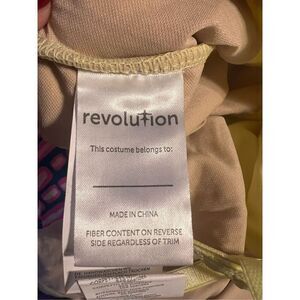 revolution
This costume belongs to:
MADE IN CHINA
FIBER CONTENT ON REVERSE
SIDE REGARDLESS OF TRIM